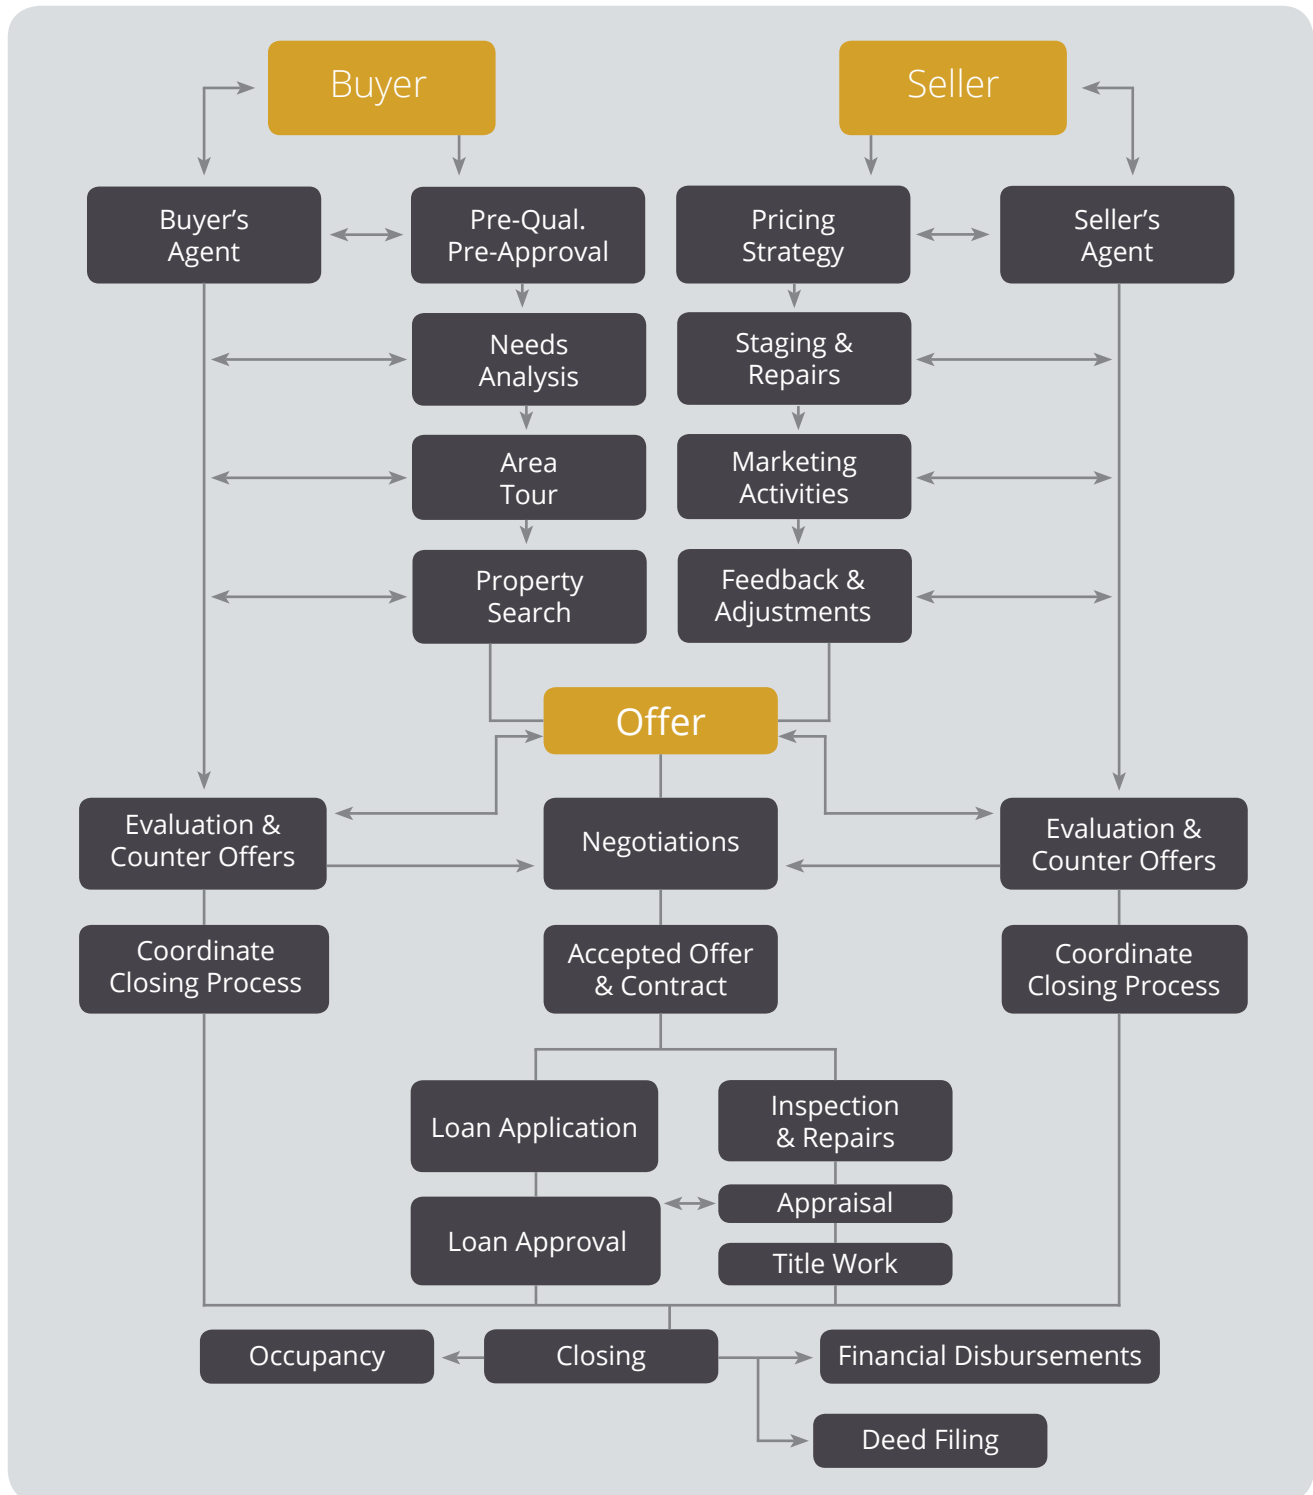 Buyer
Seller
Buyer’s
Agent
Pre-Qual.
Pre-Approval
Pricing
Strategy
Seller’s
Agent
Needs
Analysis
Staging &
Repairs
Area
Tour
Marketing
Activities
Property
Search
Feedback &
Adjustments
Offer
Evaluation &
Counter Offers
Negotiations
Evaluation &
Counter Offers
Coordinate
Closing Process
Accepted Offer
& Contract
Coordinate
Closing Process
Loan Application
Inspection
& Repairs
Loan Approval
Appraisal
Title Work
Occupancy
Closing
Financial Disbursements
Deed Filing